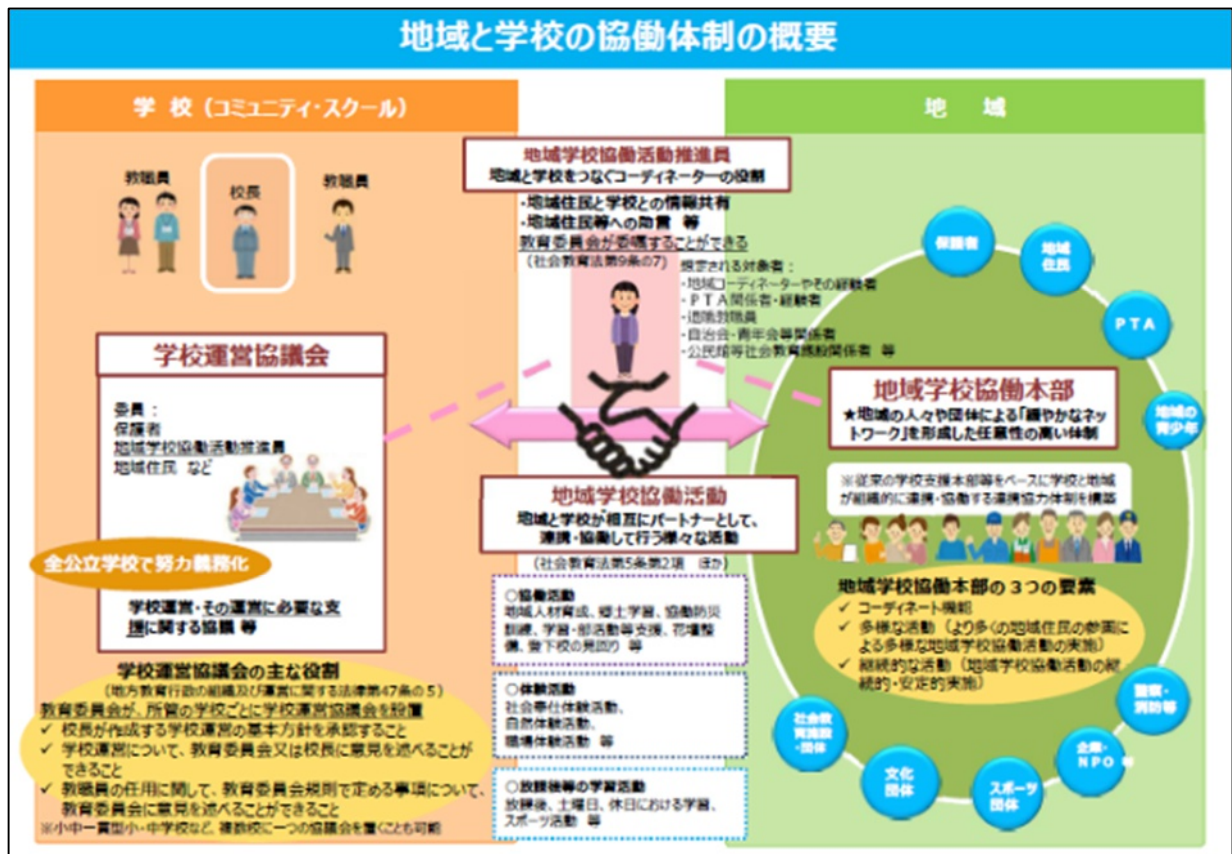 地域と学校の協働体制の概要
学校（コミュニティ・スクール）
教職員
校長
教職員
学校運営協議会
委員：
保護者
地域学校協働活動推進員
地域住民 など
全公立学校で努力義務化
学校運営・その運営に必要な支
援に関する協議 等
学校運営協議会の主な役割
（地方教育行政の組織及び運営に関する法律第47条の５）
教育委員会が、所管の学校ごとに学校運営協議会を設置
✓ 校長が作成する学校運営の基本方針を承認すること
✓ 学校運営について、教育委員会又は校長に意見を述べることが
できること
✓ 教職員の任用に関して、教育委員会規則で定める事項について、
教育委員会に意見を述べることができること
※小中一貫型小・中学校など、複数校に一つの協議会を置くことも可能
地域学校協働活動推進員
地域と学校をつなぐコーディネーターの役割
・地域住民と学校との情報共有
・地域住民等への助言 等
教育委員会が委嘱することができる
（社会教育法第9条の7）
想定される対象者：
・地域コーディネーターやその経験者
・ＰＴＡ関係者・経験者
・退職教職員
・自治会・青年会等関係者
・公民館等社会教育施設関係者 等
地域学校協働活動
地域と学校が相互にパートナーとして、
連携・協働して行う様々な活動
（社会教育法第5条第2項 ほか）
○協働活動
地域人材育成、郷土学習、協働防災
訓練、学習・部活動等支援、花壇整
備、登下校の見回り 等
○体験活動
社会奉仕体験活動、
自然体験活動、
職場体験活動 等
○放課後等の学習活動
放課後、土曜日、休日における学習、
スポーツ活動 等
地 域
保護者
地域
住民
ＰＴＡ
地域の
青少年
地域学校協働本部
★地域の人々や団体による「緩やかなネッ
トワーク」を形成した任意性の高い体制
※従来の学校支援本部等をベースに学校と地域
が組織的に連携・協働する連携協力体制を構築
地域学校協働本部の３つの要素
✓ コーディネート機能
✓ 多様な活動（より多くの地域住民の参画によ
る多様な地域学校協働活動の実施）
✓ 継続的な活動（地域学校協働活動の継
続的・安定的実施）
警察・
消防等
企業・
NPO 等
スポーツ
団体
文化
団体
社会教
育施設
・団体